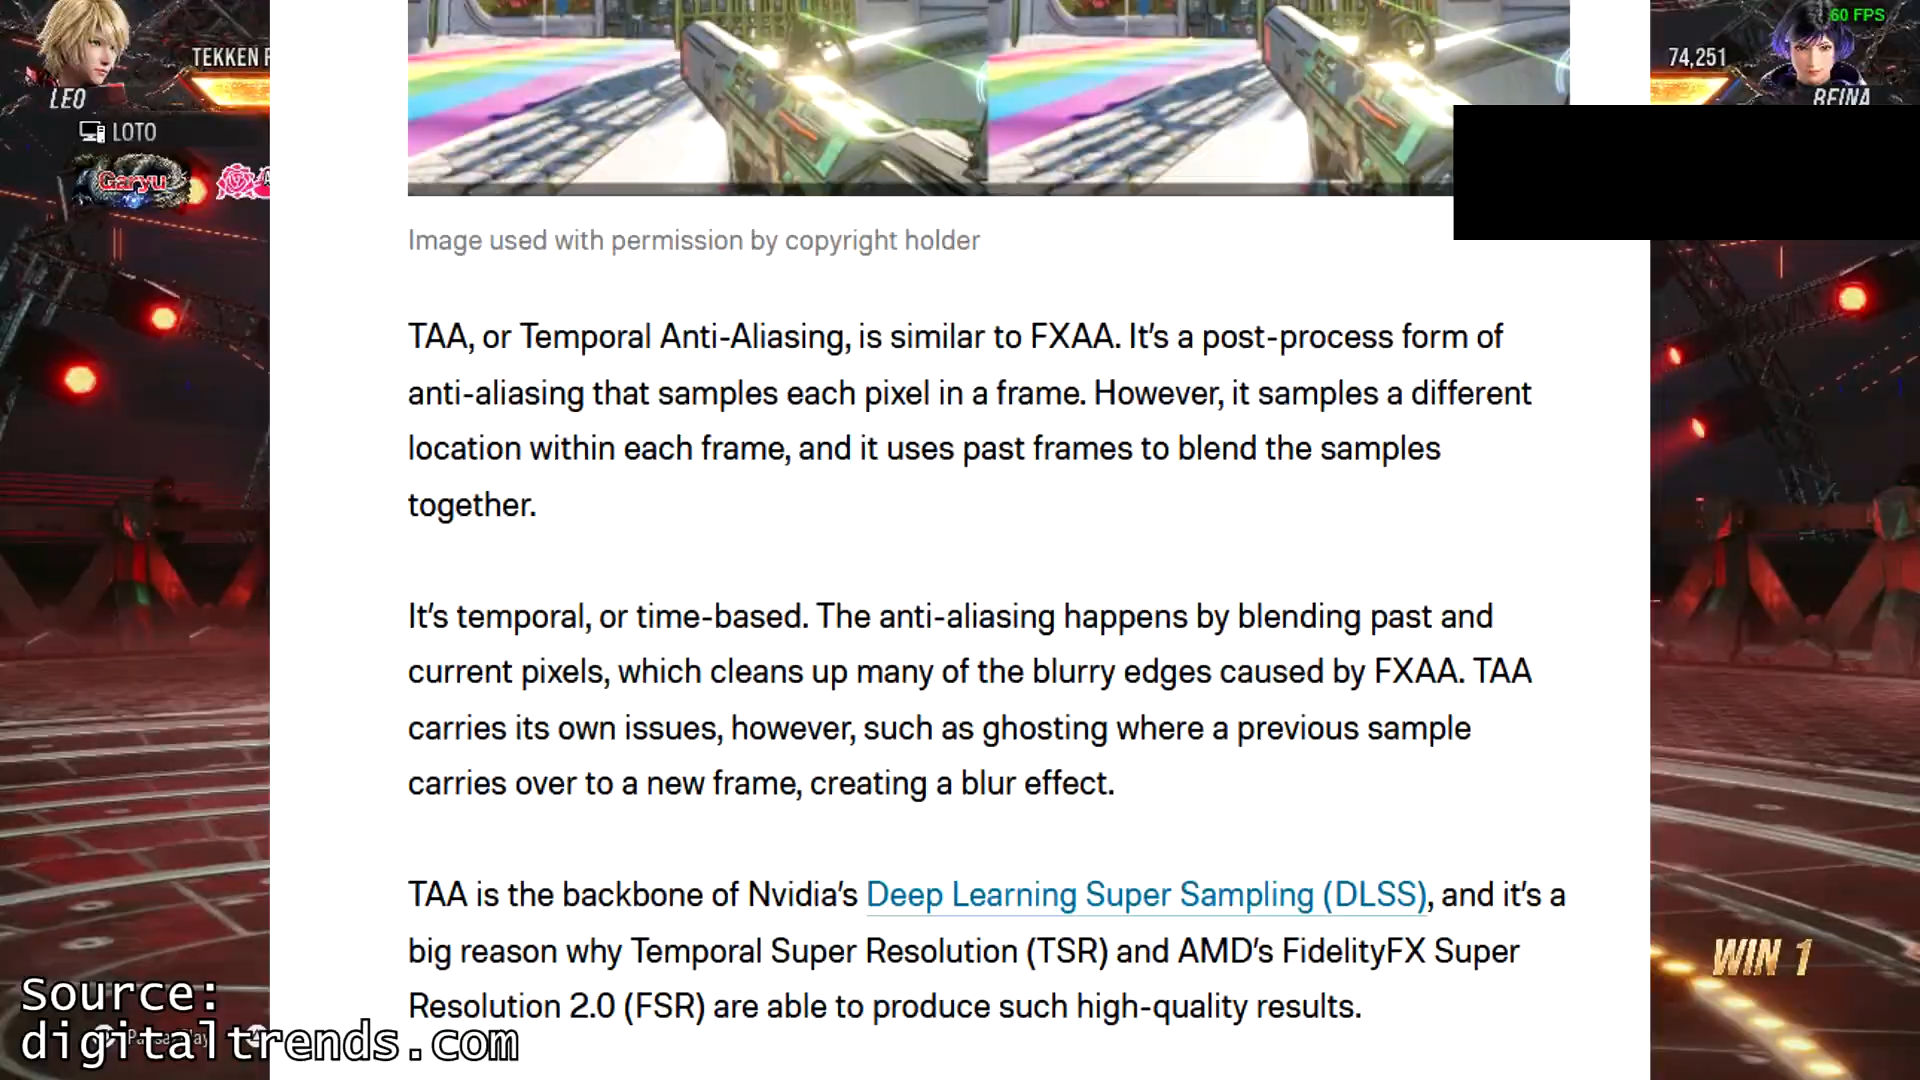 60 FPS
TEKKEN
74,251
LEO
REINA
LOTO
Garyu
Image used with permission by copyright holder
TAA, or Temporal Anti-Aliasing, is similar to FXAA. It's a post-process form of
anti-aliasing that samples each pixel in a frame. However, it samples a different
location within each frame, and it uses past frames to blend the samples
together.
It's temporal, or time-based. The anti-aliasing happens by blending past and
current pixels, which cleans up many of the blurry edges caused by FXAA. TAA
carries its own issues, however, such as ghosting where a previous sample
carries over to a new frame, creating a blur effect.
TAA is the backbone of Nvidia's Deep Learning Super Sampling (DLSS), and it's a
big reason why Temporal Super Resolution (TSR) and AMD's FidelityFX Super
Resolution 2.0 (FSR) are able to produce such high-quality results.
WIN 1
Source:
digitaltrends.com